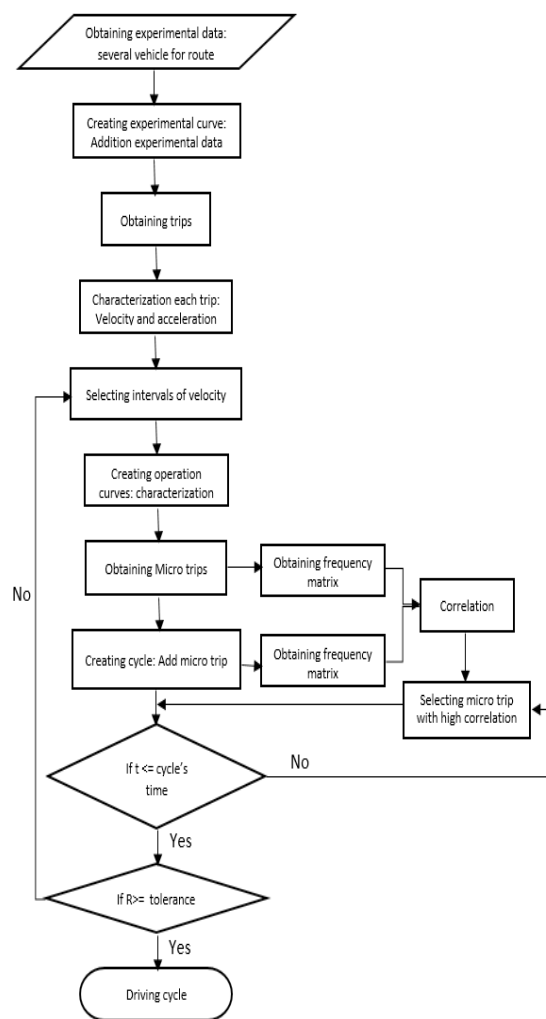 Obtaining experimental data:
several vehicle for route
Creating experimental curve:
Addition experimental data
Obtaining trips
Characterization each trip:
Velocity and acceleration
Selecting intervals of velocity
Creating operation
curves: characterization
Obtaining Micro trips
Obtaining frequency
matrix
Correlation
No
Creating cycle: Add micro trip
Obtaining frequency
matrix
Selecting micro trip
with high correlation
If t <= cycle's
time
No
Yes
If R>= tolerance
Yes
Driving cycle